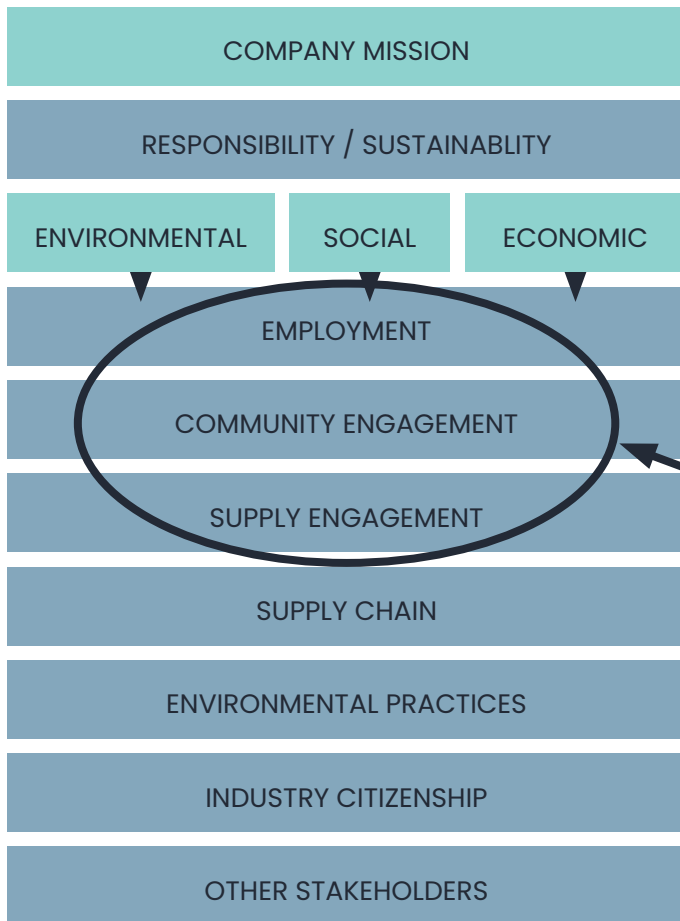 COMPANY MISSION
RESPONSIBILITY / SUSTAINABLITY
ENVIRONMENTAL
SOCIAL
ECONOMIC
EMPLOYMENT
COMMUNITY ENGAGEMENT
SUPPLY ENGAGEMENT
SUPPLY CHAIN
ENVIRONMENTAL PRACTICES
INDUSTRY CITIZENSHIP
OTHER STAKEHOLDERS